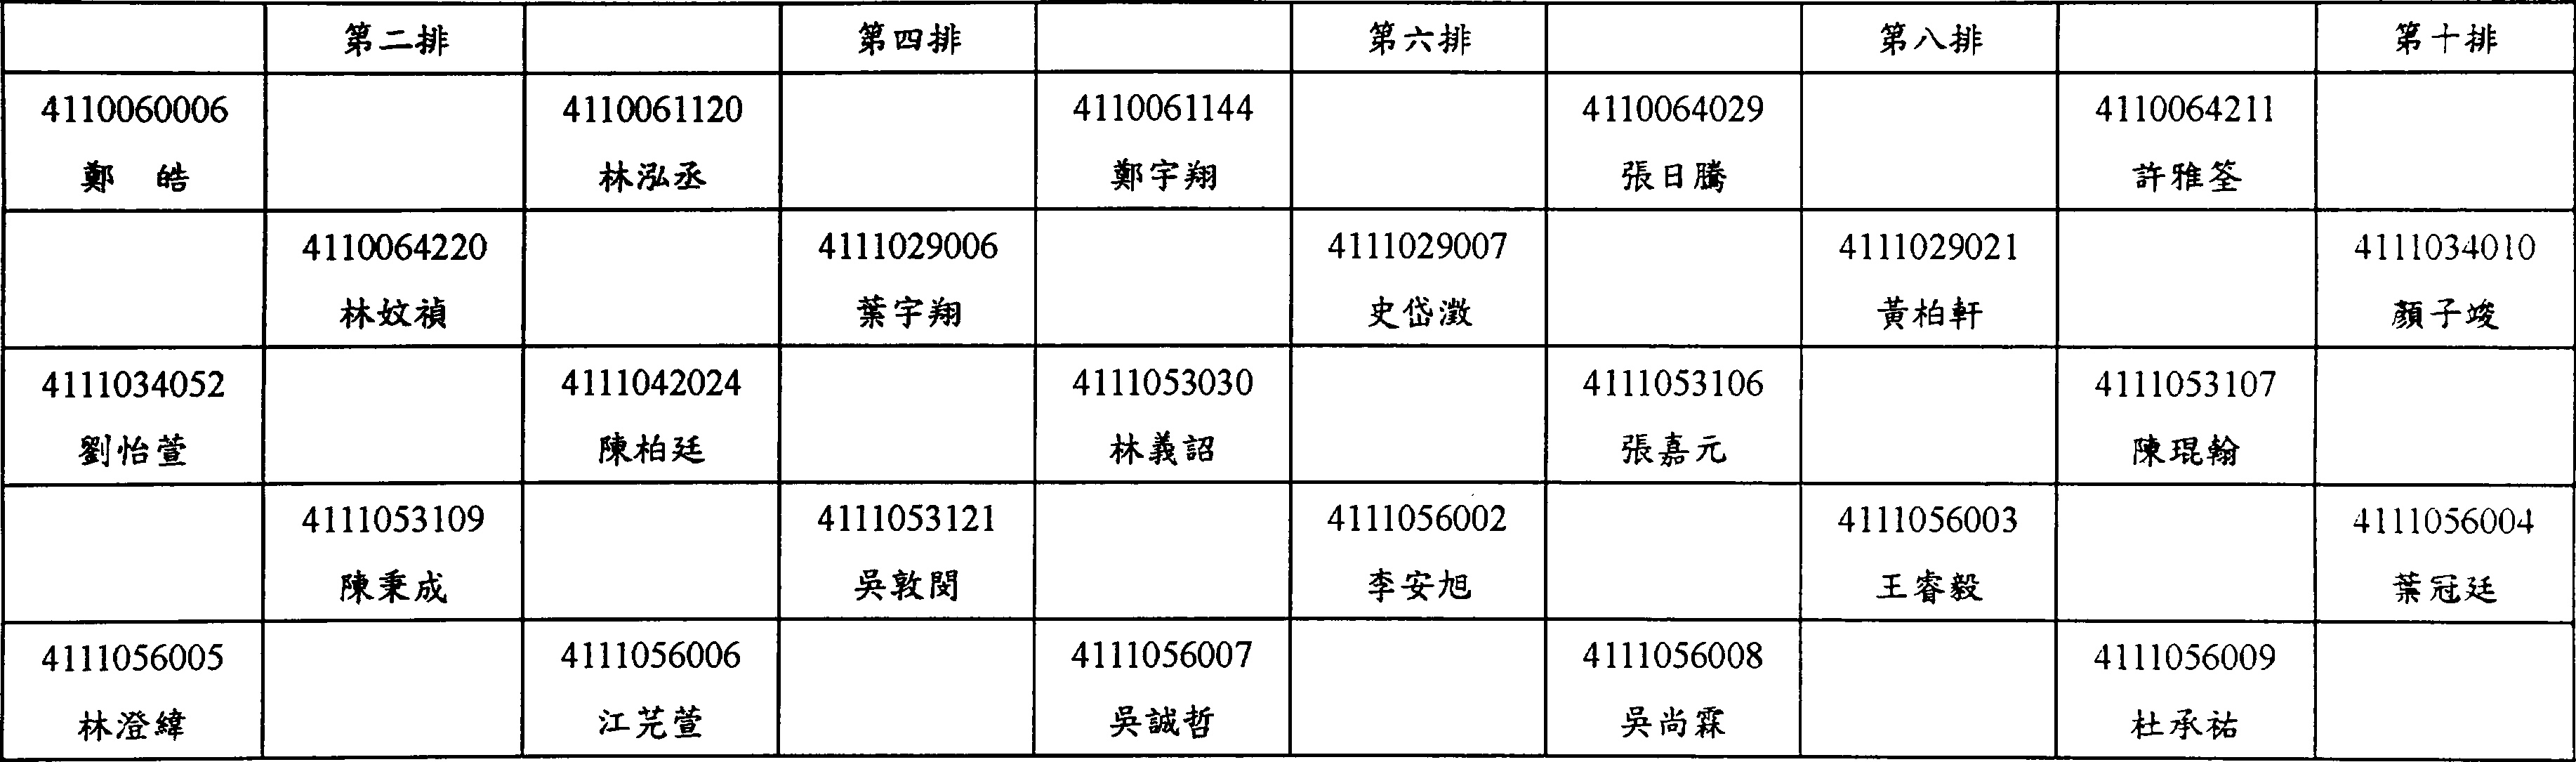 第二排 第四排 第六排 第八排 第十排
4110060006 4110061120 4110061144 4110064029 4110064211
鄭 皓 林泓丞 鄭宇翔 張日騰 許雅筌
4110064220 4111029006 4111029007 4111029021 4111034010
林妏禎 葉宇翔 史岱澂 黃柏軒 顏子竣
4111034052 4111042024 4111053030 4111053106 4111053107
劉怡萱 陳柏廷 林義詔 張嘉元 陳琨翰
4111053109 4111053121 4111056002 4111056003 4111056004
陳秉成 吳敦閔 李安旭 王睿毅 葉冠廷
4111056005 4111056006 4111056007 4111056008 4111056009
林澄緯 江芫萱 吳誠哲 吳尚霖 杜承祐